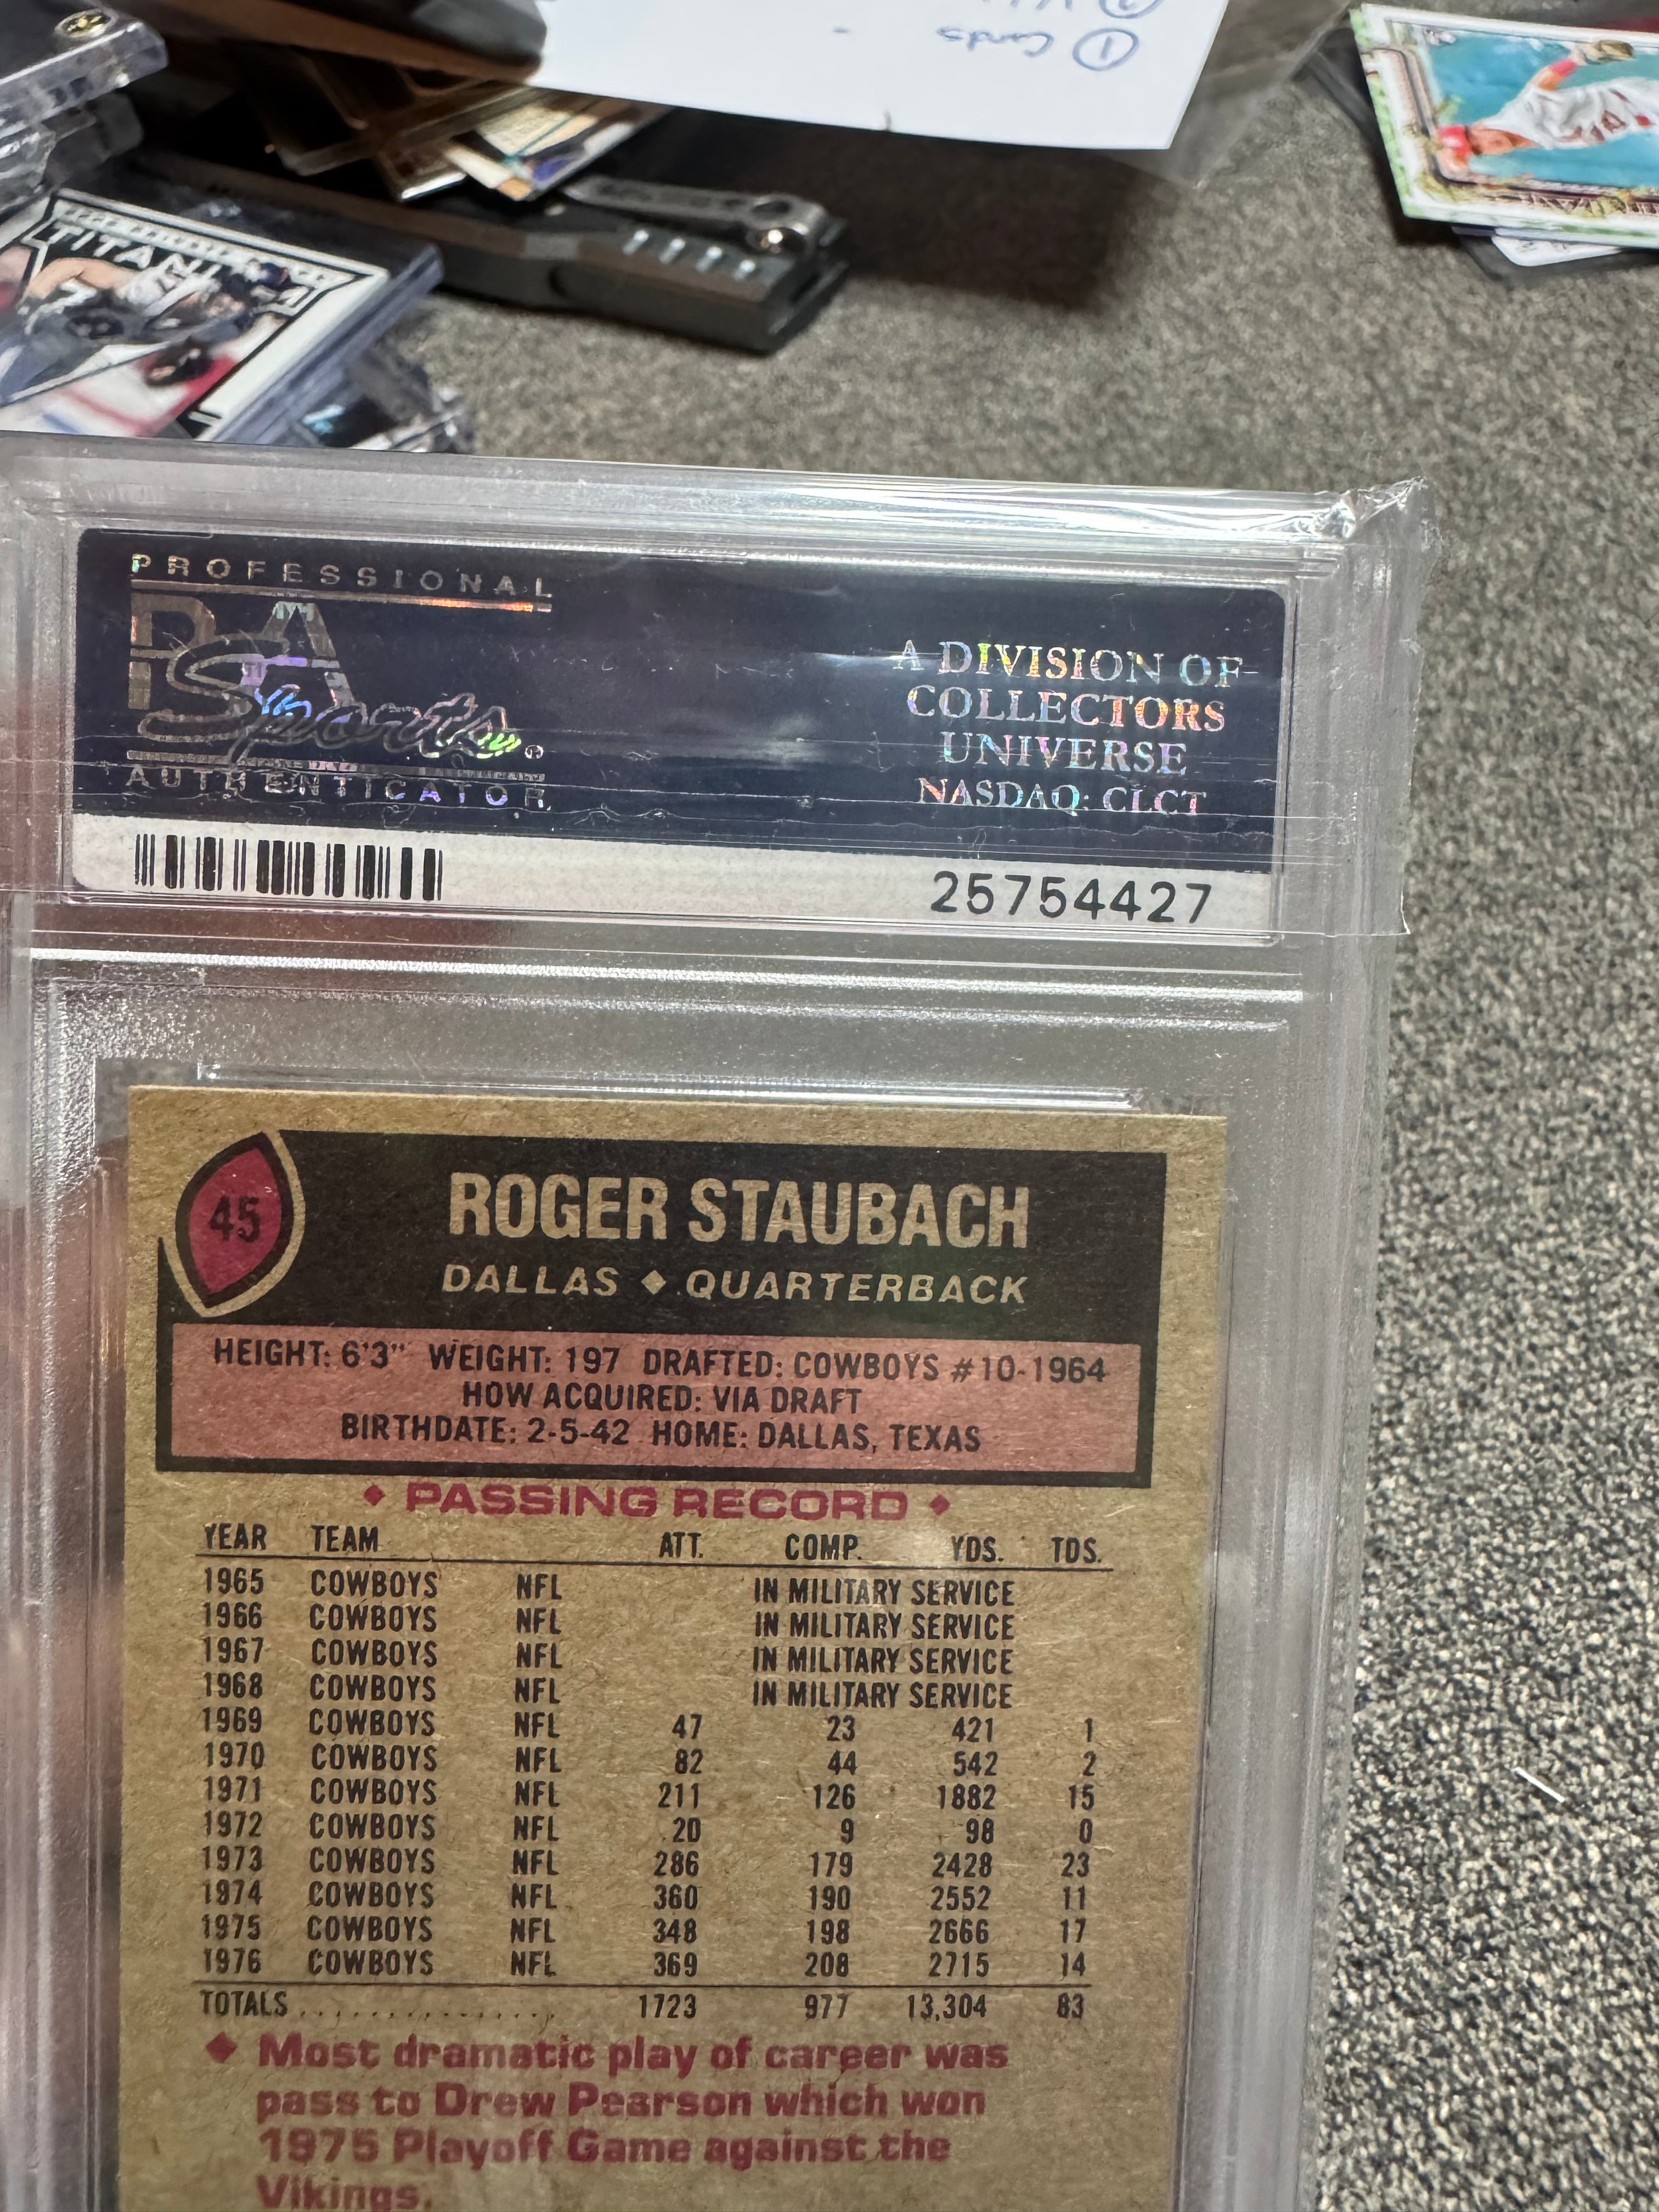 ① Cards -
TITAN
PROFESSIONAL
PSA
Sports®
AUTHENTICATOR
A DIVISION OF
COLLECTORS
UNIVERSE
NASDAQ: CLCT
25754427
45
ROGER STAUBACH
DALLAS ♦ QUARTERBACK
HEIGHT: 6'3" WEIGHT: 197 DRAFTED: COWBOYS #10-1964
HOW ACQUIRED: VIA DRAFT
BIRTHDATE: 2-5-42 HOME: DALLAS, TEXAS
♦ PASSING RECORD ♦
YEAR TEAM ATT. COMP. YDS. TDS.
1965 COWBOYS NFL IN MILITARY SERVICE
1966 COWBOYS NFL IN MILITARY SERVICE
1967 COWBOYS NFL IN MILITARY SERVICE
1968 COWBOYS NFL IN MILITARY SERVICE
1969 COWBOYS NFL 47 23 421 1
1970 COWBOYS NFL 82 44 542 2
1971 COWBOYS NFL 211 126 1882 15
1972 COWBOYS NFL 20 9 98 0
1973 COWBOYS NFL 286 179 2428 23
1974 COWBOYS NFL 360 190 2552 11
1975 COWBOYS NFL 348 198 2666 17
1976 COWBOYS NFL 369 208 2715 14
TOTALS................ 1723 977 13,304 83
♦ Most dramatic play of career was
pass to Drew Pearson which won
1975 Playoff Game against the
Vikings.